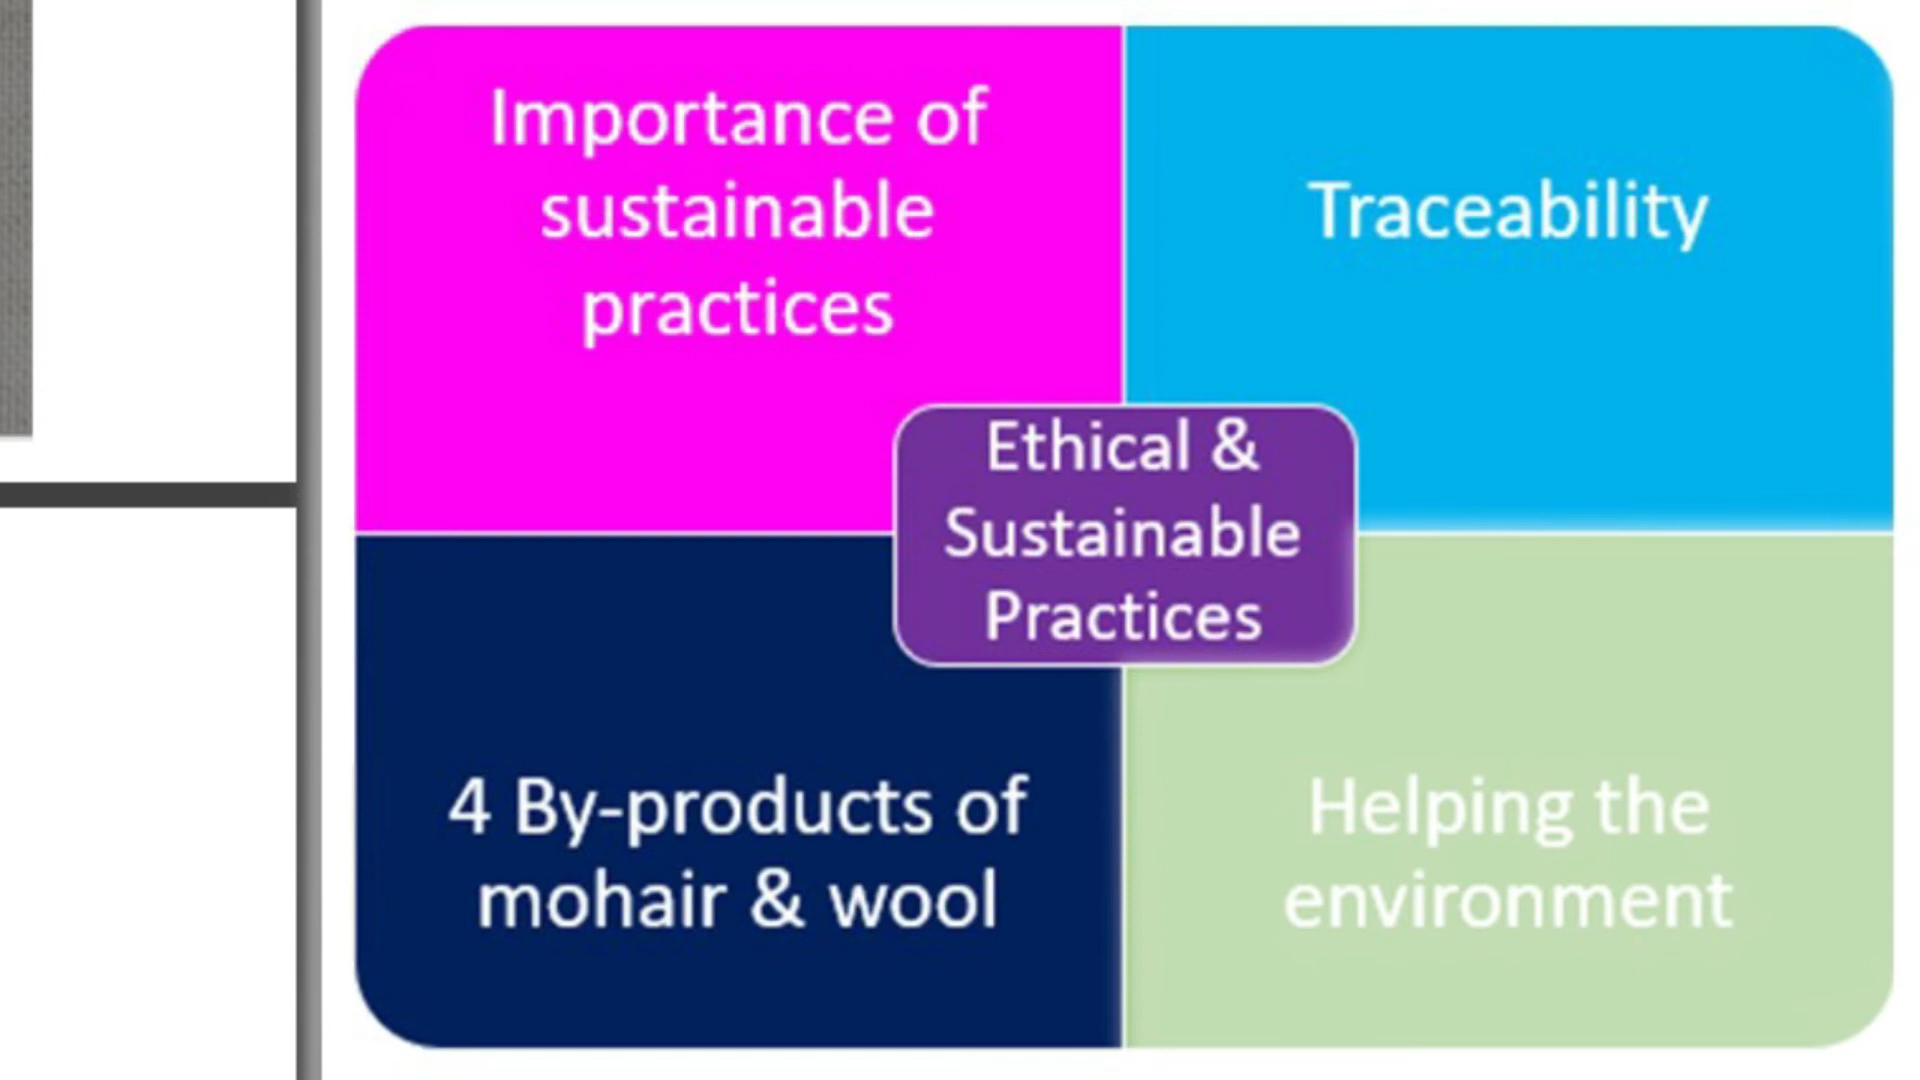 Importance of
sustainable
practices
Traceability
Ethical &
Sustainable
Practices
4 By-products of
mohair & wool
Helping the
environment